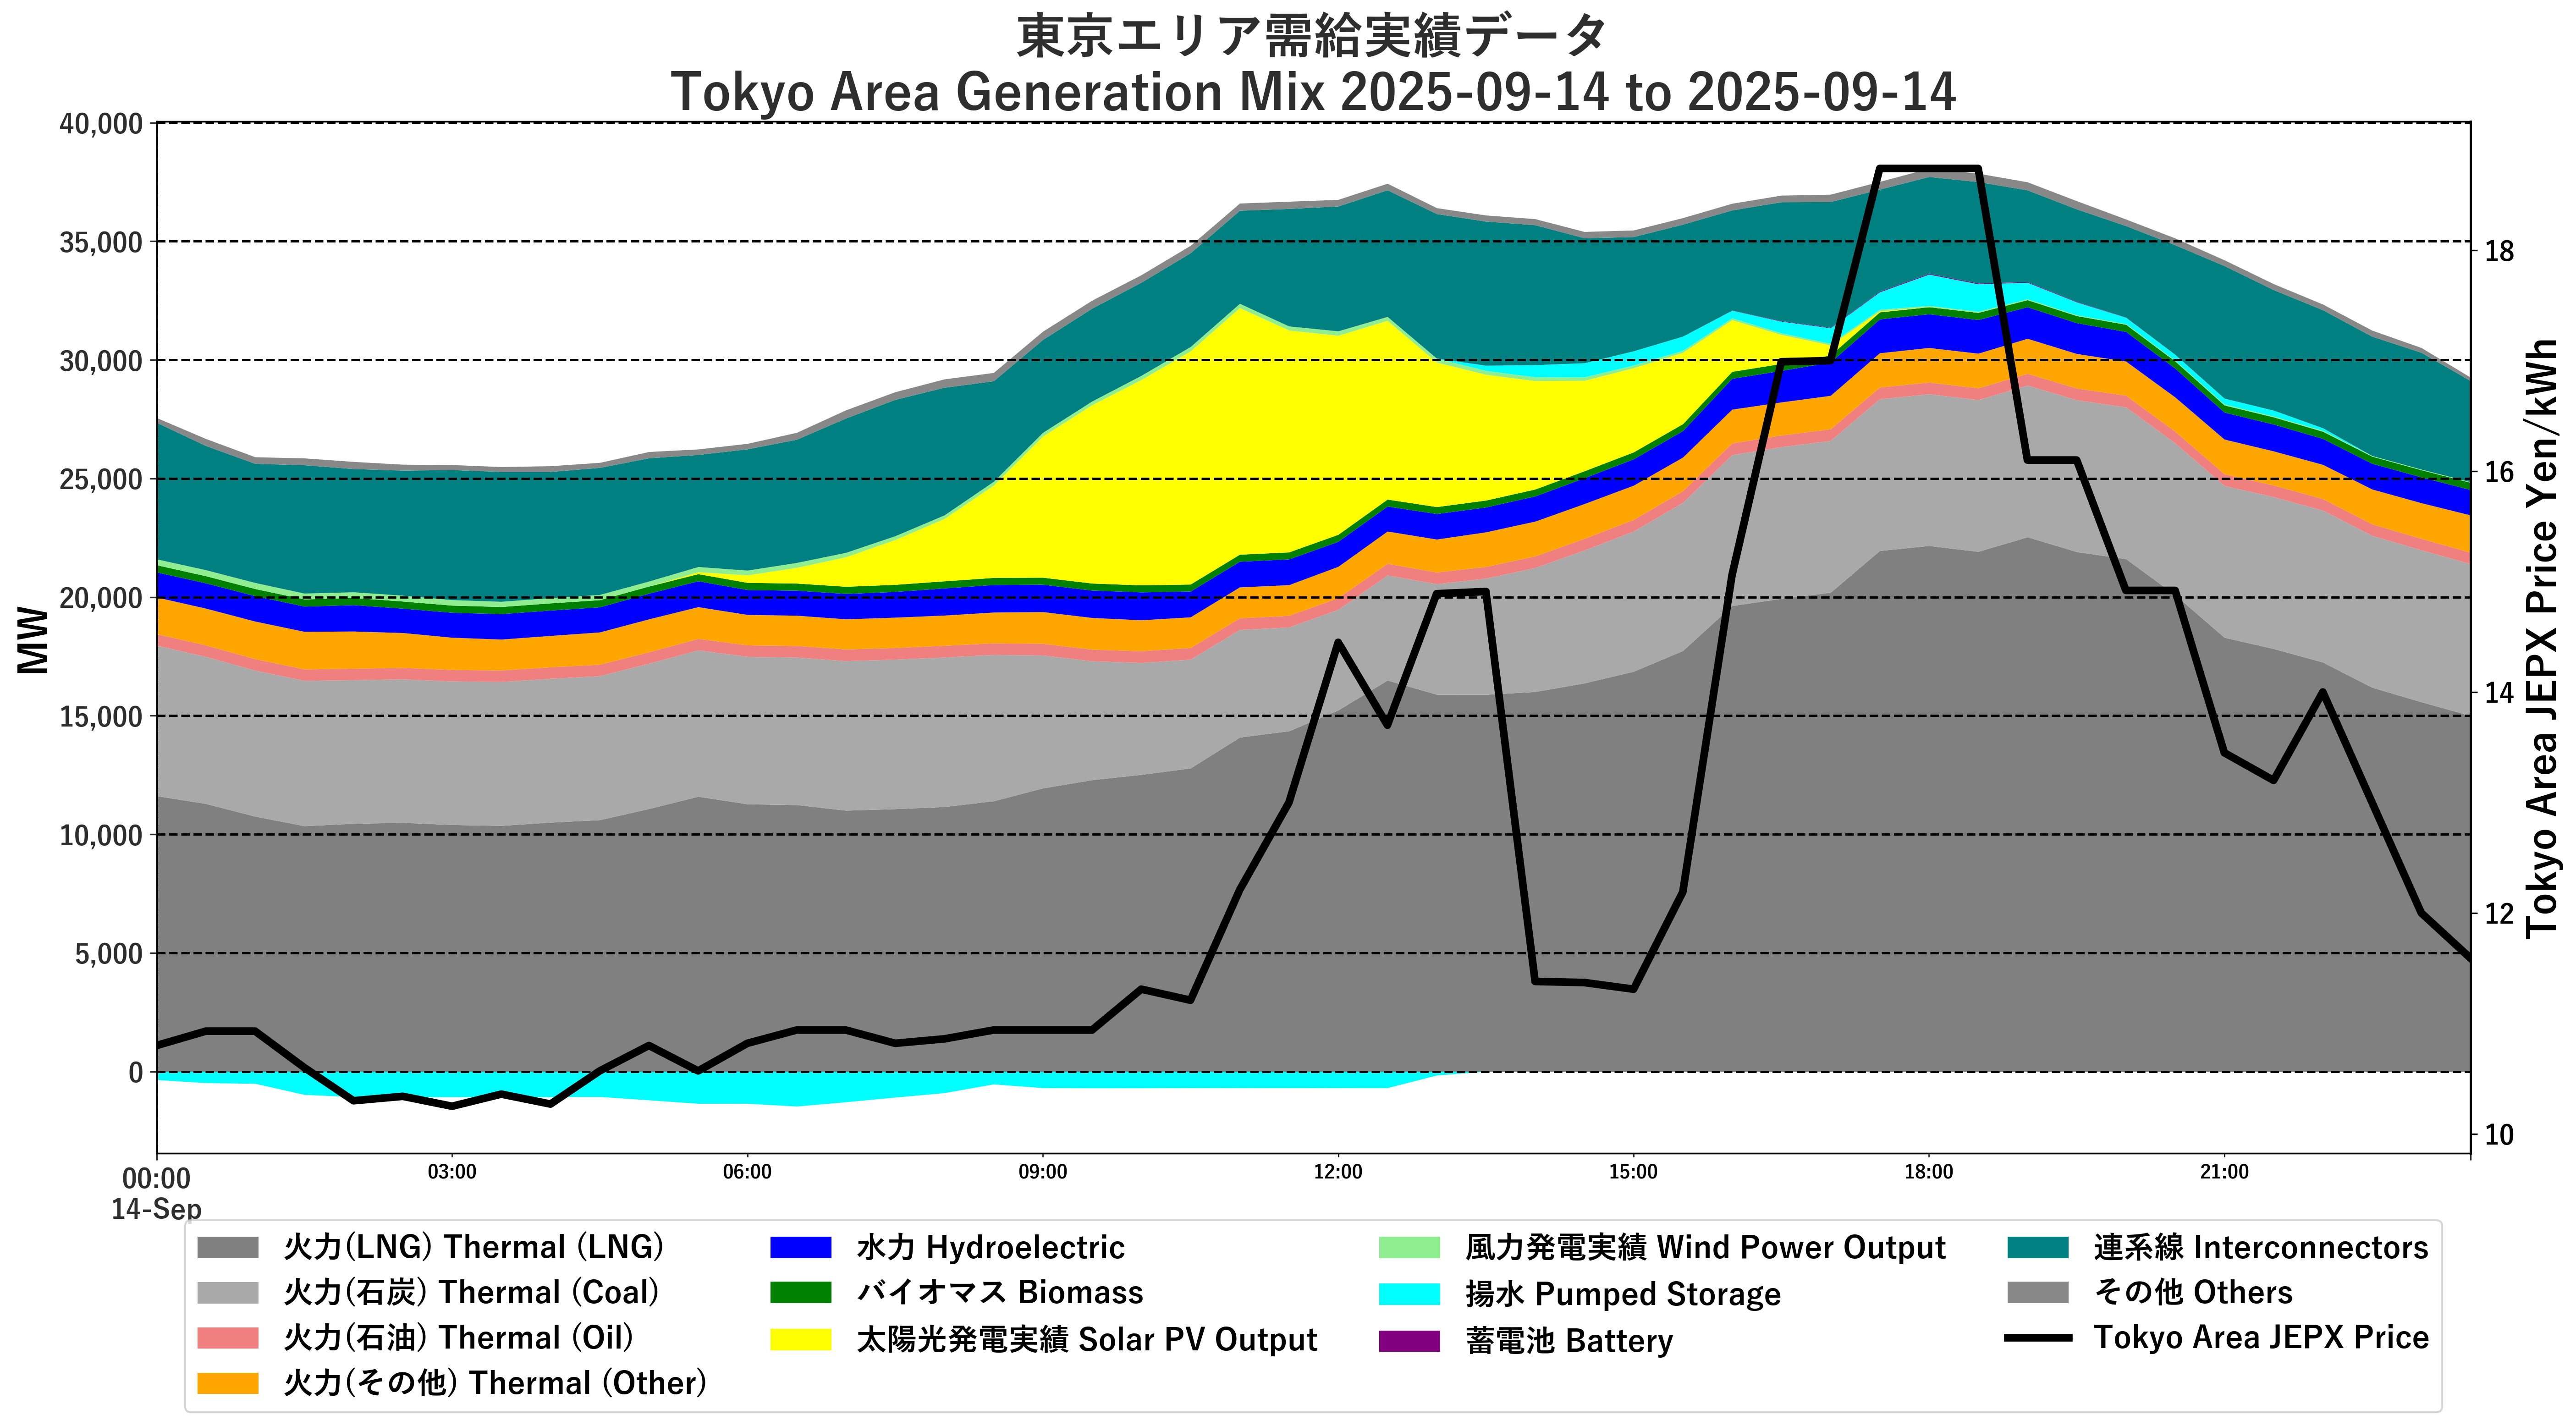 東京エリア需給実績データ
Tokyo Area Generation Mix 2025-09-14 to 2025-09-14
40,000
35,000
30,000
25,000
20,000
15,000
10,000
5,000
0
MW
18
16
14
12
10
Tokyo Area JEPX Price Yen/kWh
00:00
14-Sep
03:00
06:00
09:00
12:00
15:00
18:00
21:00
火力(LNG) Thermal (LNG)
火力(石炭) Thermal (Coal)
火力(石油) Thermal (Oil)
火力(その他) Thermal (Other)
水力 Hydroelectric
バイオマス Biomass
太陽光発電実績 Solar PV Output
風力発電実績 Wind Power Output
揚水 Pumped Storage
蓄電池 Battery
連系線 Interconnectors
その他 Others
Tokyo Area JEPX Price